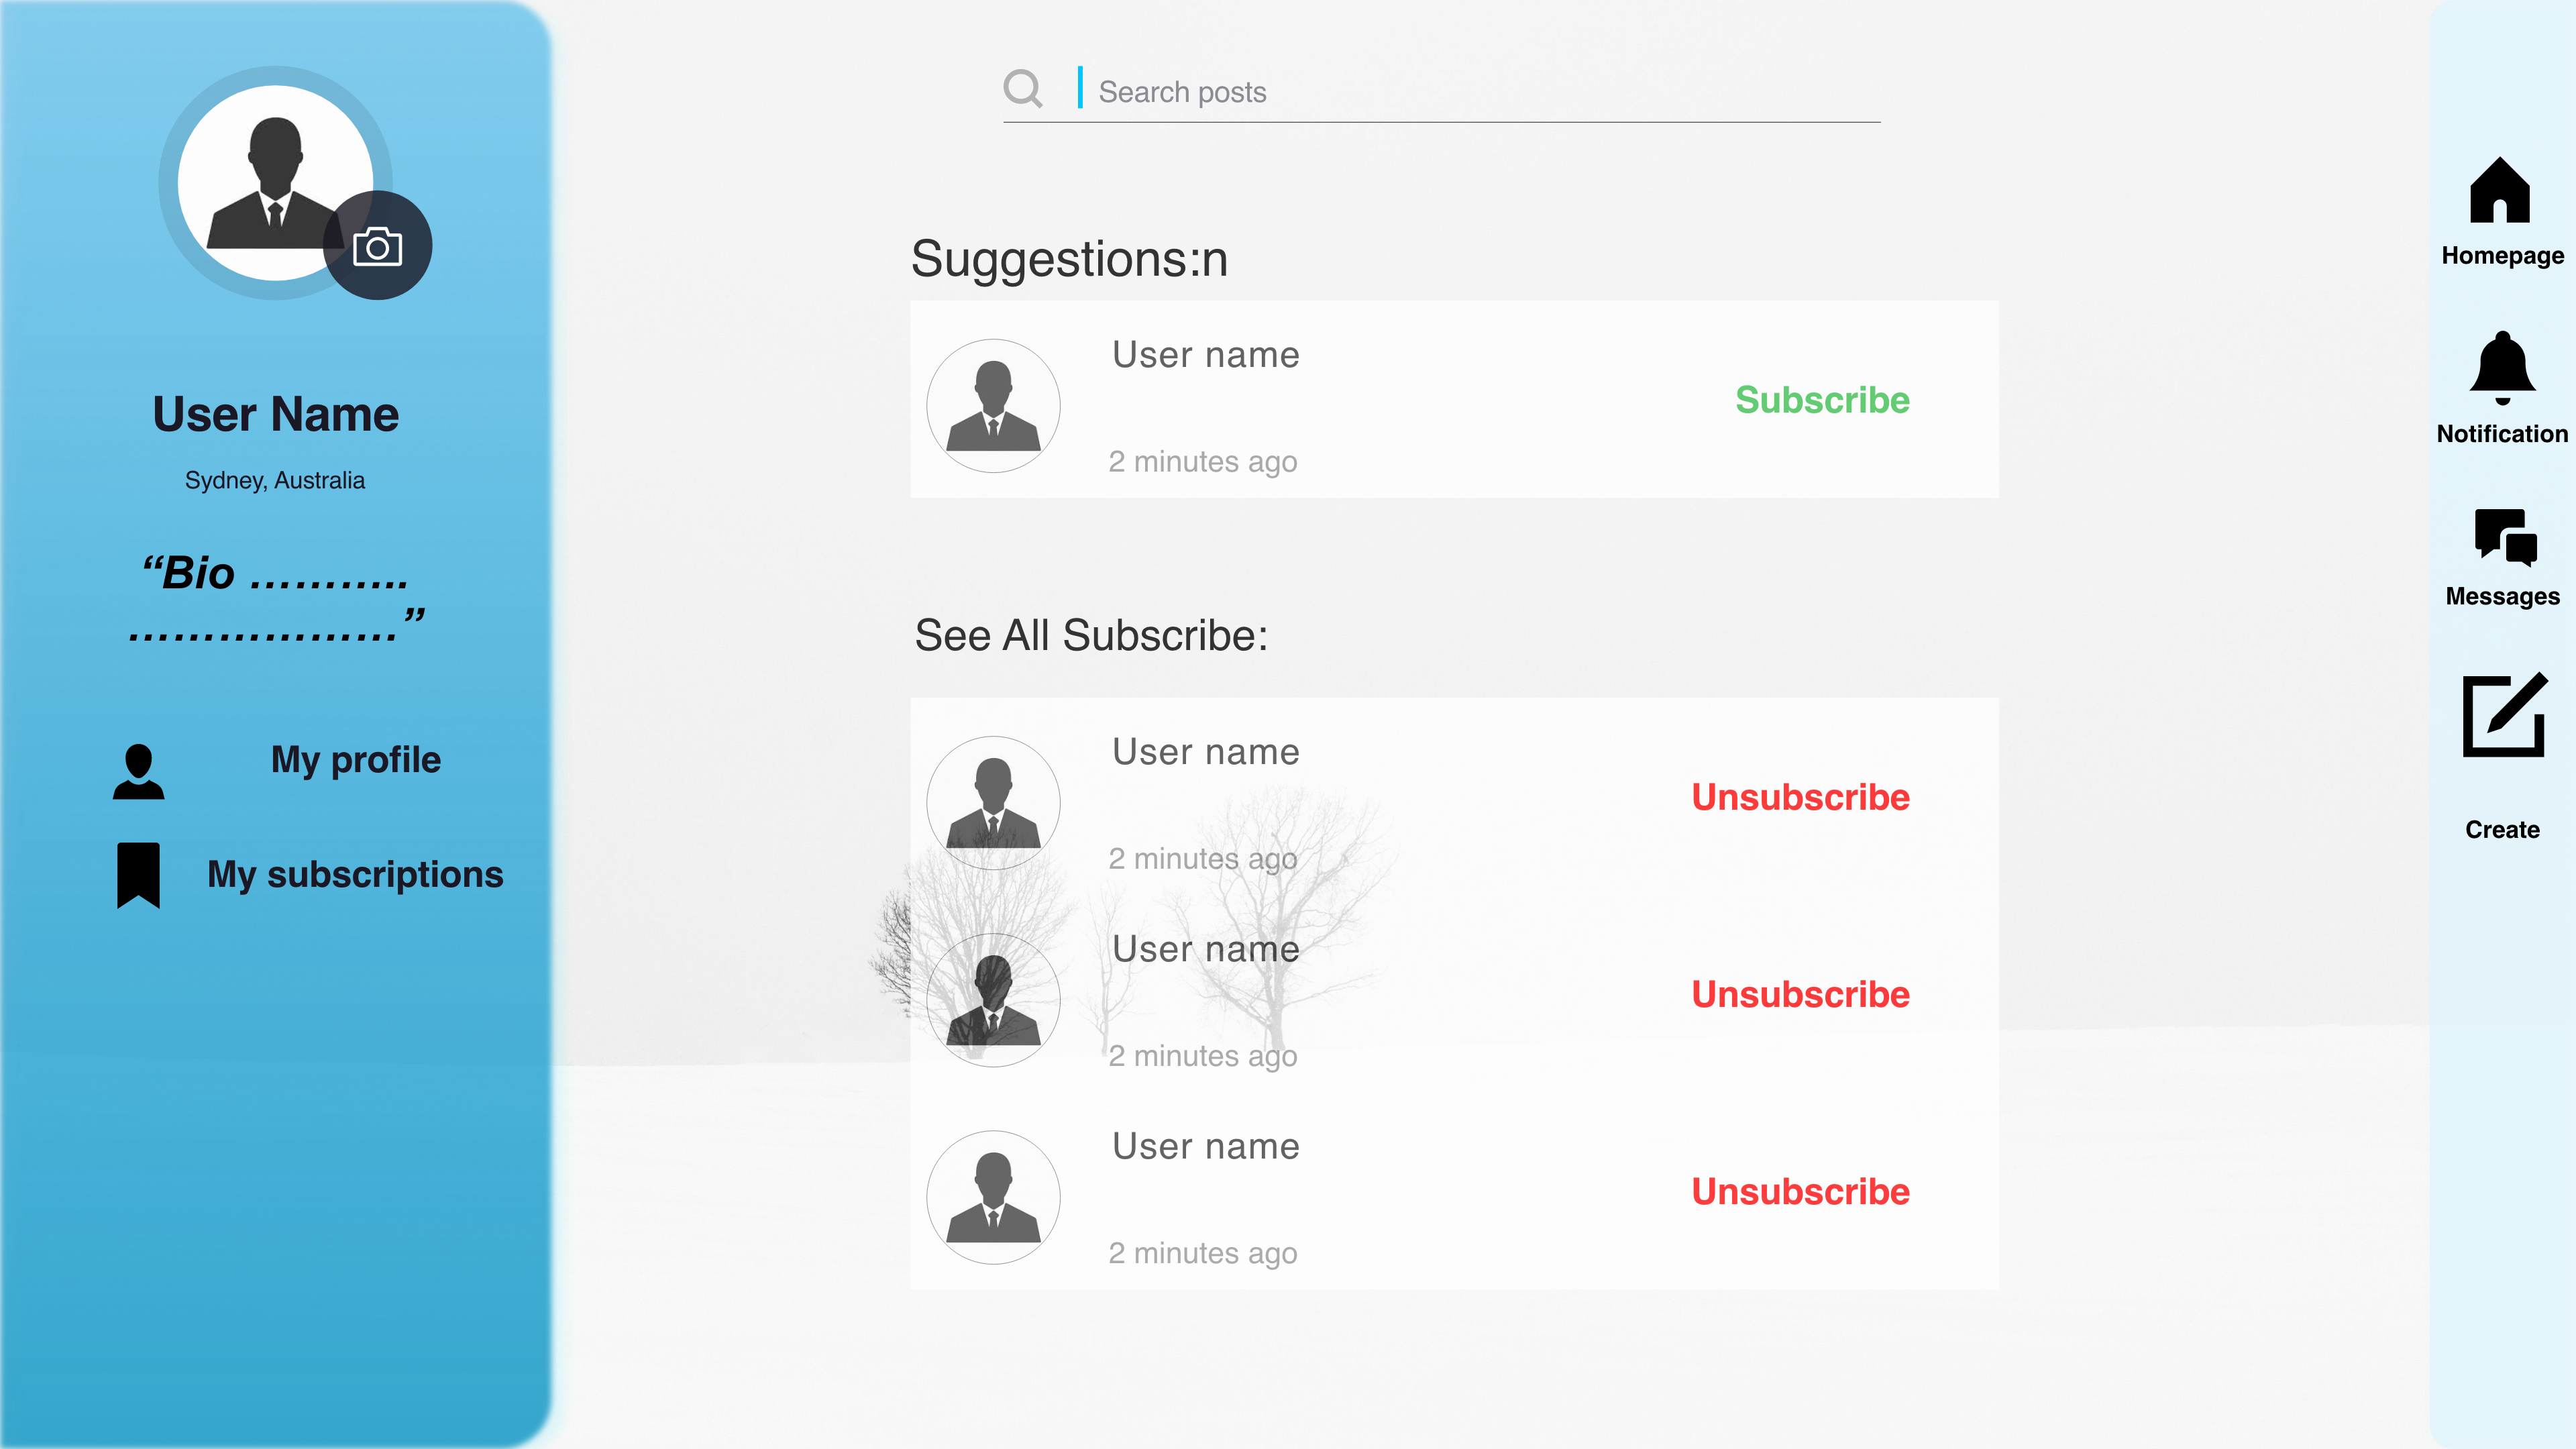 User Name
Sydney, Australia
“Bio ………..
………………”
My profile
My subscriptions
Search posts
Suggestions:n
User name
Subscribe
2 minutes ago
See All Subscribe:
User name
Unsubscribe
2 minutes ago
User name
Unsubscribe
2 minutes ago
User name
Unsubscribe
2 minutes ago
Homepage
Notification
Messages
Create